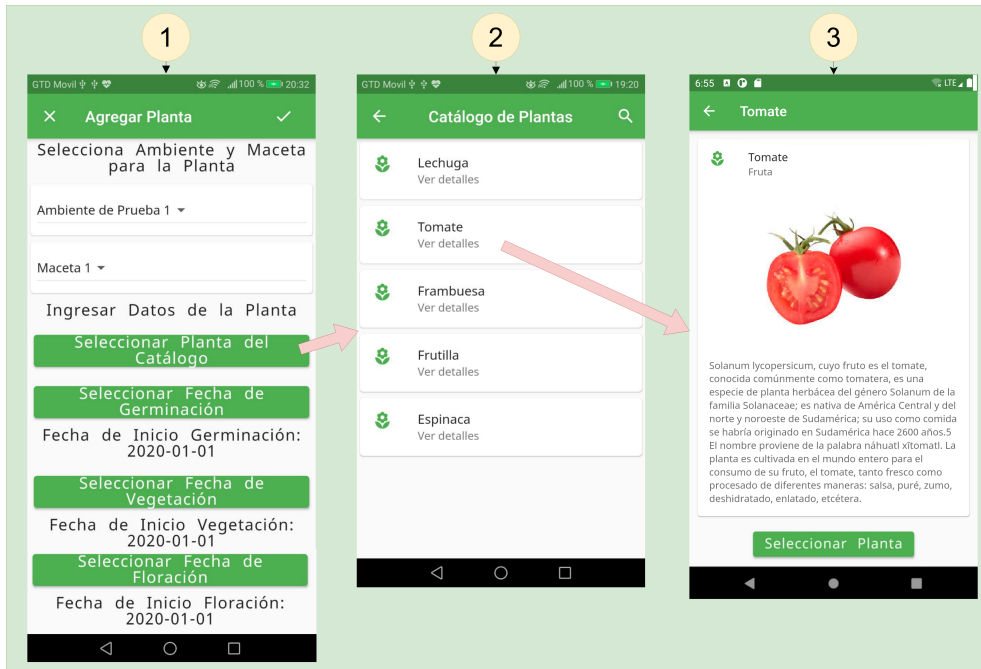 1
2
3
GTD Movil 100 % 20:32
Agregar Planta
Selecciona Ambiente y Maceta
para la Planta
Ambiente de Prueba 1
Maceta 1
Ingresar Datos de la Planta
Seleccionar Planta del
Catálogo
Seleccionar Fecha de
Germinación
Fecha de Inicio Germinación:
2020-01-01
Seleccionar Fecha de
Vegetación
Fecha de Inicio Vegetación:
2020-01-01
Seleccionar Fecha de
Floración
Fecha de Inicio Floración:
2020-01-01
GTD Movil 100 % 19:20
Catálogo de Plantas
Lechuga
Ver detalles
Tomate
Ver detalles
Frambuesa
Ver detalles
Frutilla
Ver detalles
Espinaca
Ver detalles
6:55 LTE
Tomate
Tomate
Fruta
Solanum lycopersicum, cuyo fruto es el tomate,
conocida comúnmente como tomatera, es una
especie de planta herbácea del género Solanum de la
familia Solanaceae; es nativa de América Central y del
norte y noroeste de Sudamérica; su uso como comida
se habría originado en Sudamérica hace 2600 años.5
El nombre proviene de la palabra náhuatl xītomatl. La
planta es cultivada en el mundo entero para el
consumo de su fruto, el tomate, tanto fresco como
procesado de diferentes maneras: salsa, puré, zumo,
deshidratado, enlatado, etcétera.
Seleccionar Planta